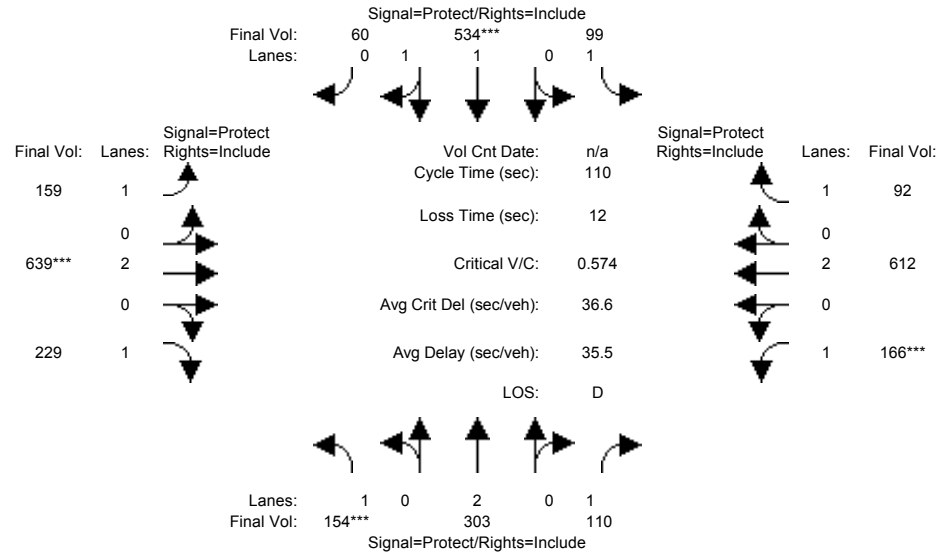 Signal=Protect/Rights=Include
Final Vol: 60 534*** 99
Lanes: 0 1 1 0 1
Signal=Protect Signal=Protect
Final Vol: Lanes: Rights=Include Vol Cnt Date: n/a Rights=Include Lanes: Final Vol:
Cycle Time (sec): 110
159 1 1 92
Loss Time (sec): 12
0 0
639*** 2 Critical V/C: 0.574 2 612
0 Avg Crit Del (sec/veh): 36.6 0
229 1 Avg Delay (sec/veh): 35.5 1 166***
LOS: D
Lanes: 1 0 2 0 1
Final Vol: 154*** 303 110
Signal=Protect/Rights=Include